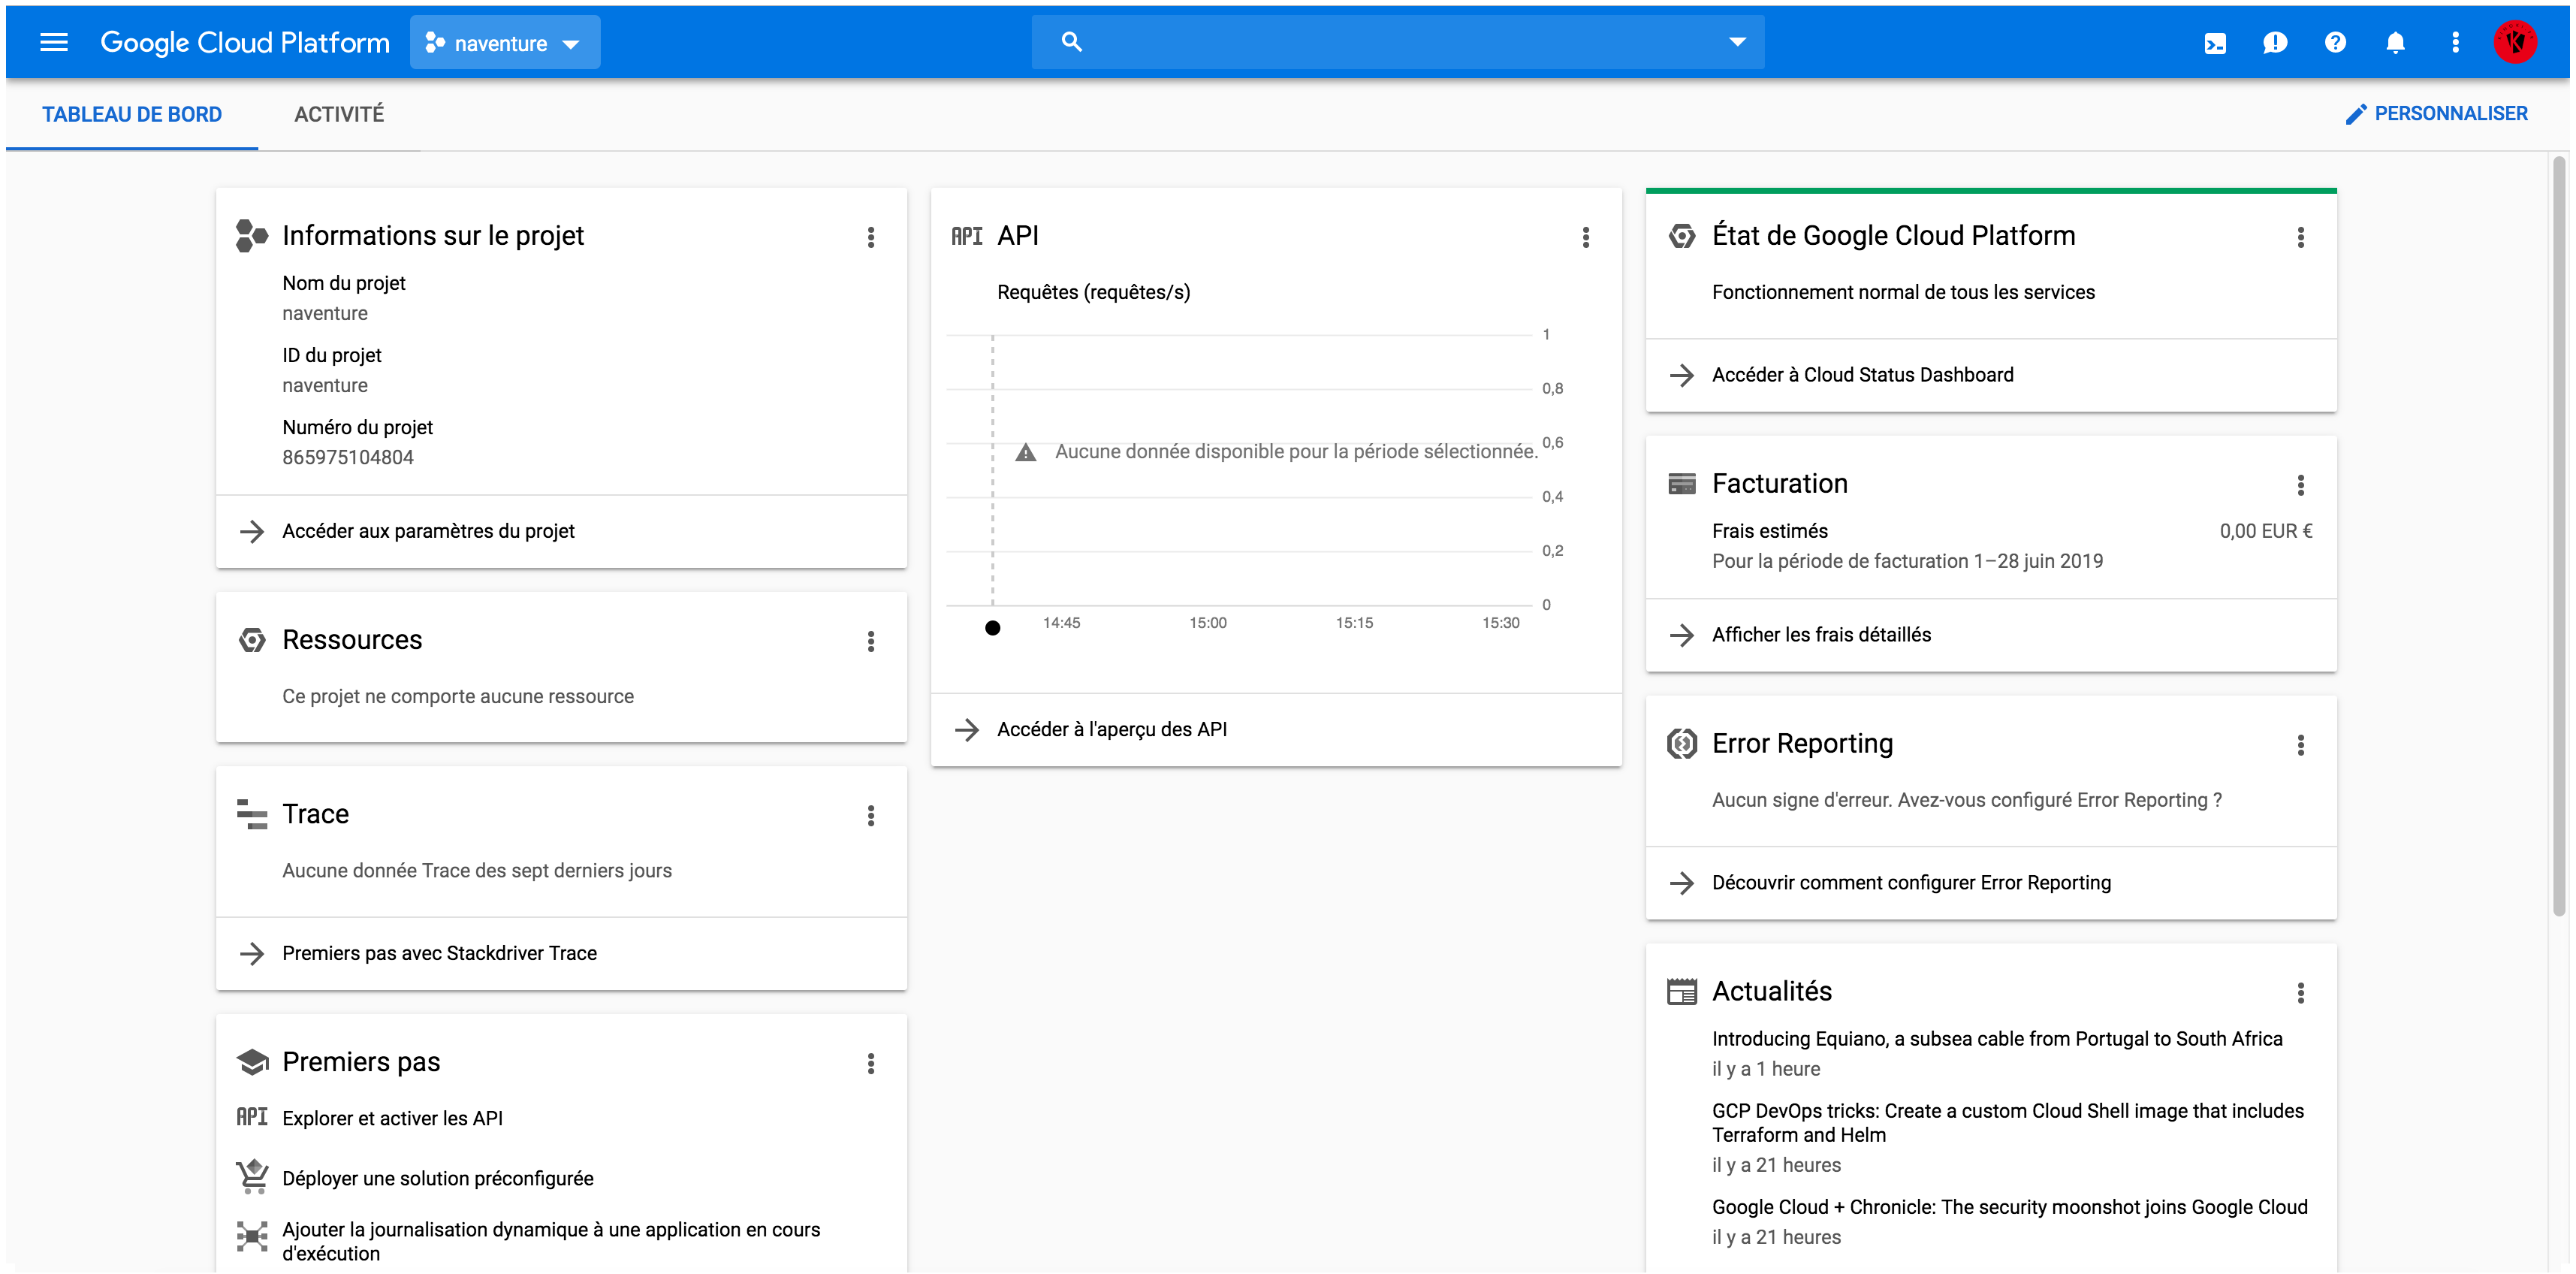 Google Cloud Platform
naventure
TABLEAU DE BORD
ACTIVITÉ
PERSONNALISER
Informations sur le projet
Nom du projet
naventure
ID du projet
naventure
Numéro du projet
865975104804
Accéder aux paramètres du projet
Ressources
Ce projet ne comporte aucune ressource
Trace
Aucune donnée Trace des sept derniers jours
Premiers pas avec Stackdriver Trace
Premiers pas
API
Explorer et activer les API
Déployer une solution préconfigurée
Ajouter la journalisation dynamique à une application en cours
d'exécution
API
API
Requêtes (requêtes/s)
1
0,8
0,6
Aucune donnée disponible pour la période sélectionnée.
0,4
0,2
0
14:45
15:00
15:15
15:30
Accéder à l'aperçu des API
État de Google Cloud Platform
Fonctionnement normal de tous les services
Accéder à Cloud Status Dashboard
Facturation
Frais estimés
0,00 EUR €
Pour la période de facturation 1–28 juin 2019
Afficher les frais détaillés
Error Reporting
Aucun signe d'erreur. Avez-vous configuré Error Reporting ?
Découvrir comment configurer Error Reporting
Actualités
Introducing Equiano, a subsea cable from Portugal to South Africa
il y a 1 heure
GCP DevOps tricks: Create a custom Cloud Shell image that includes
Terraform and Helm
il y a 21 heures
Google Cloud + Chronicle: The security moonshot joins Google Cloud
il y a 21 heures